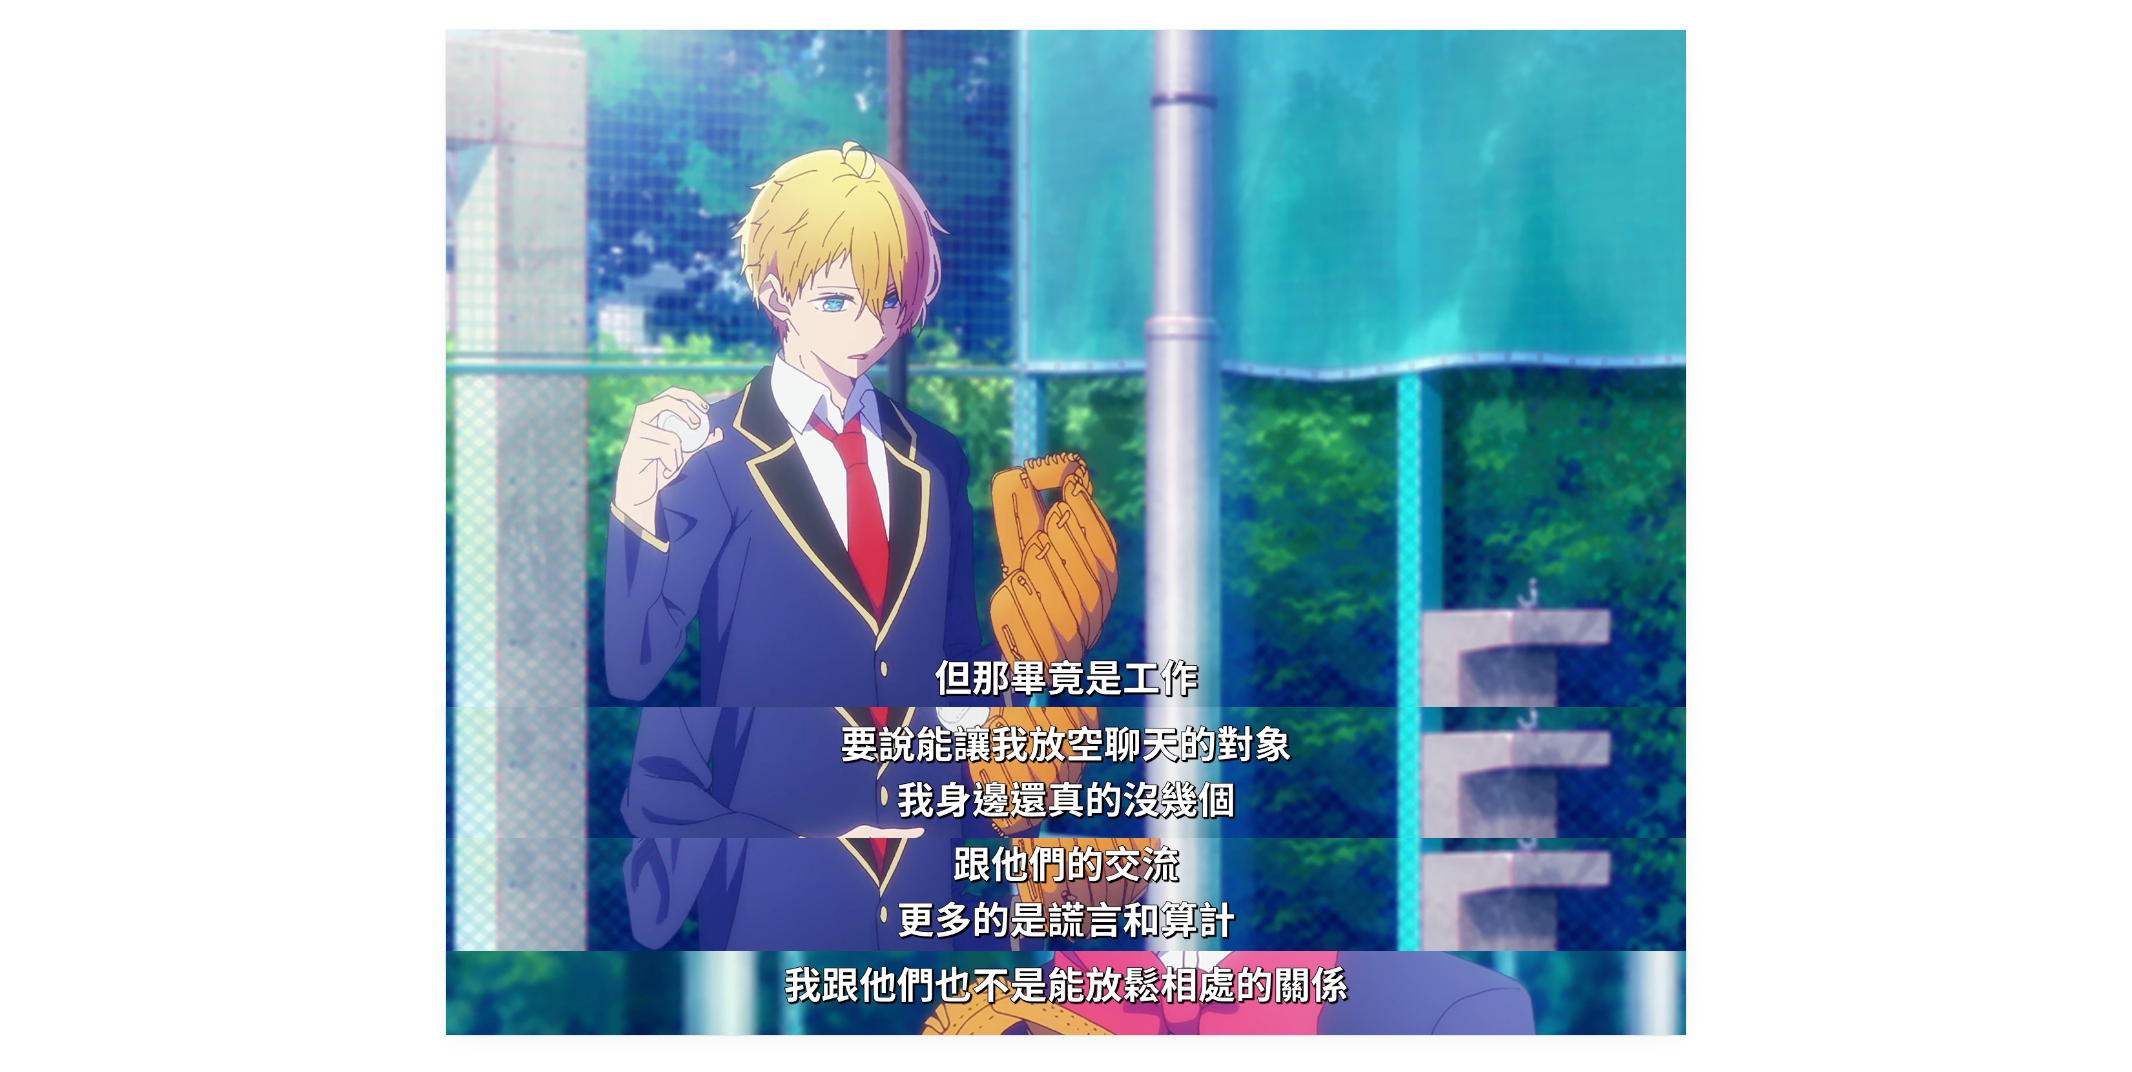 但那畢竟是工作
要說能讓我放空聊天的對象
我身邊還真的沒幾個
跟他們的交流
更多的是謊言和算計
我跟他們也不是能放鬆相處的關係